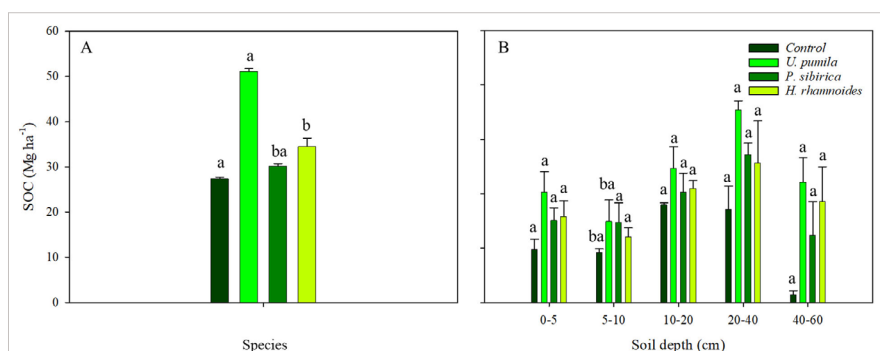 A
60
50
40
30
20
10
0
SOC (Mg ha-1)
a
a
ba
b
Species
B
Control
U. pumila
P. sibirica
H. rhamnoides
a
a
a
a
ba
ba
a
a
a
a
a
a
a
a
a
a
a
a
a
a
0-5
5-10
10-20
20-40
40-60
Soil depth (cm)